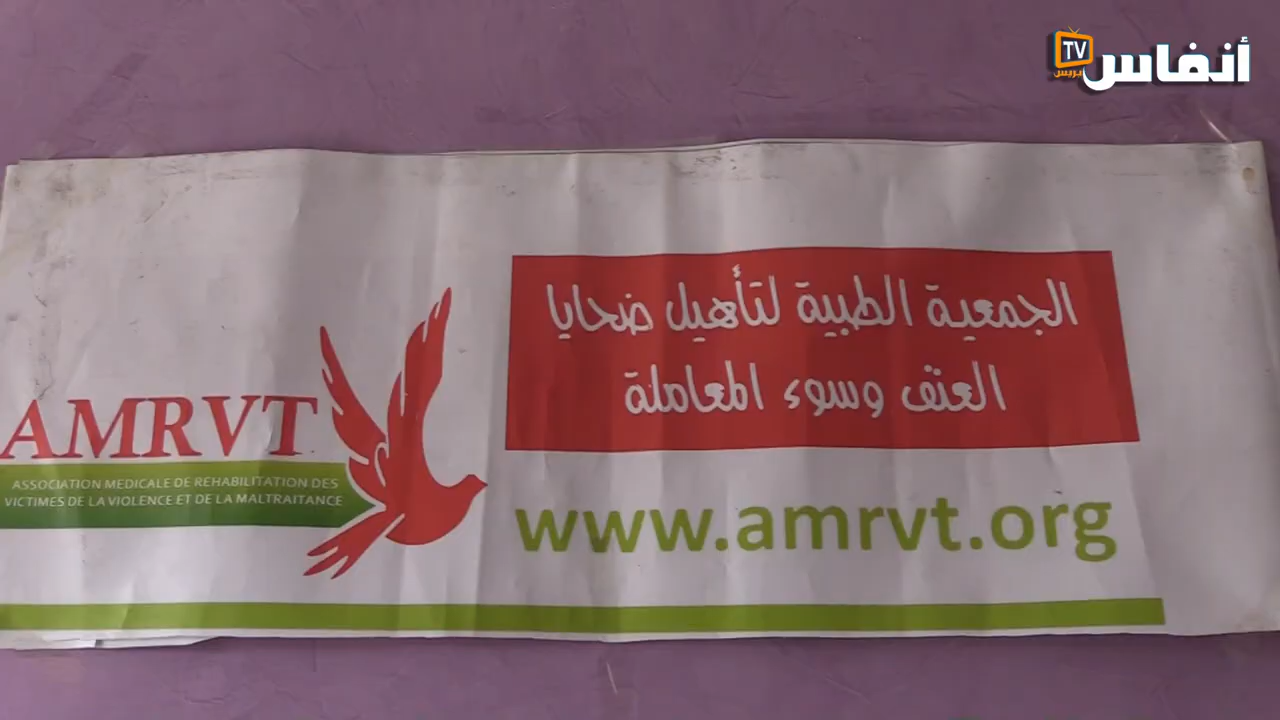 أنفاس
TV
بريس
الجمعية الطبية لتأهيل ضحايا
العنف وسوء المعاملة
AMRVT
ASSOCIATION MEDICALE DE REHABILITATION DES
VICTIMES DE LA VIOLENCE ET DE LA MALTRAITANCE
www.amrvt.org